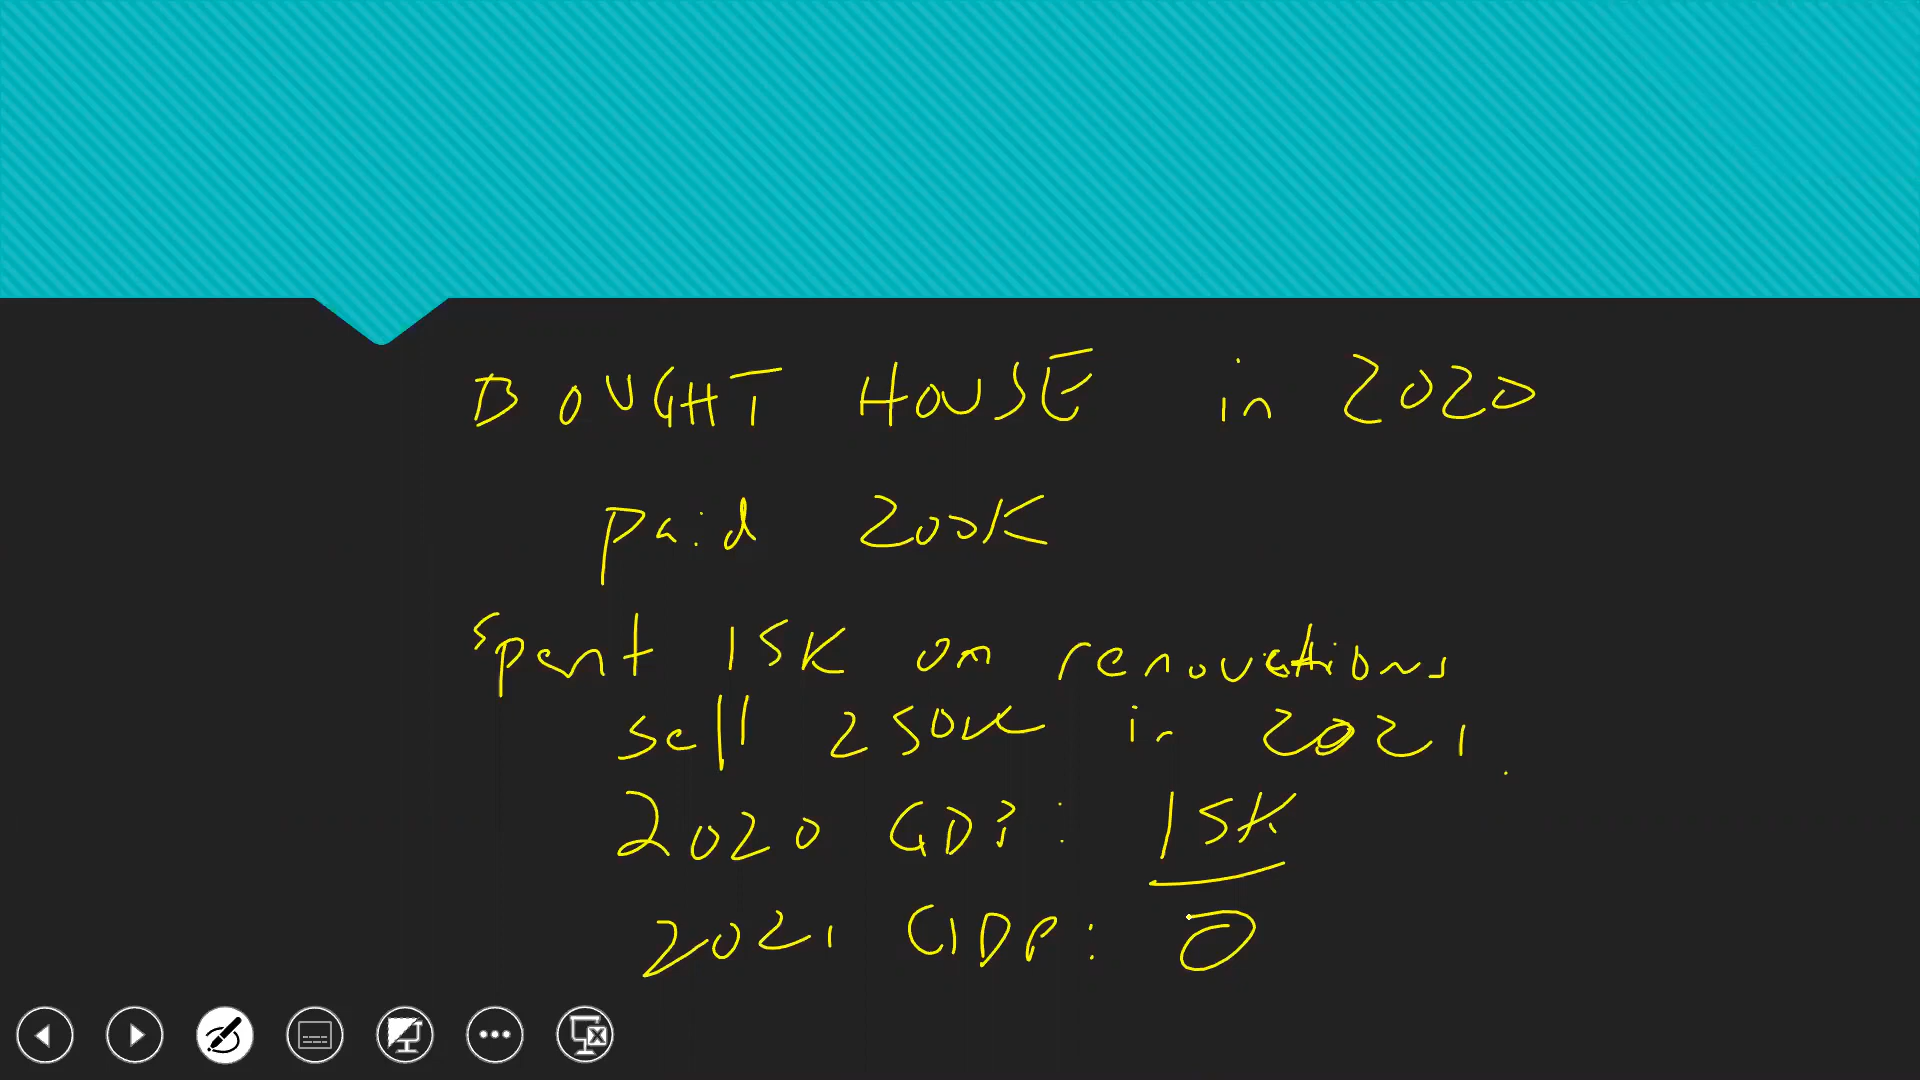 BOUGHT HOUSE in 2020
paid 200K
spent 15K on renovations
sell 250K in 2021.
2020 GDP: 15K
2021 GDP: 0